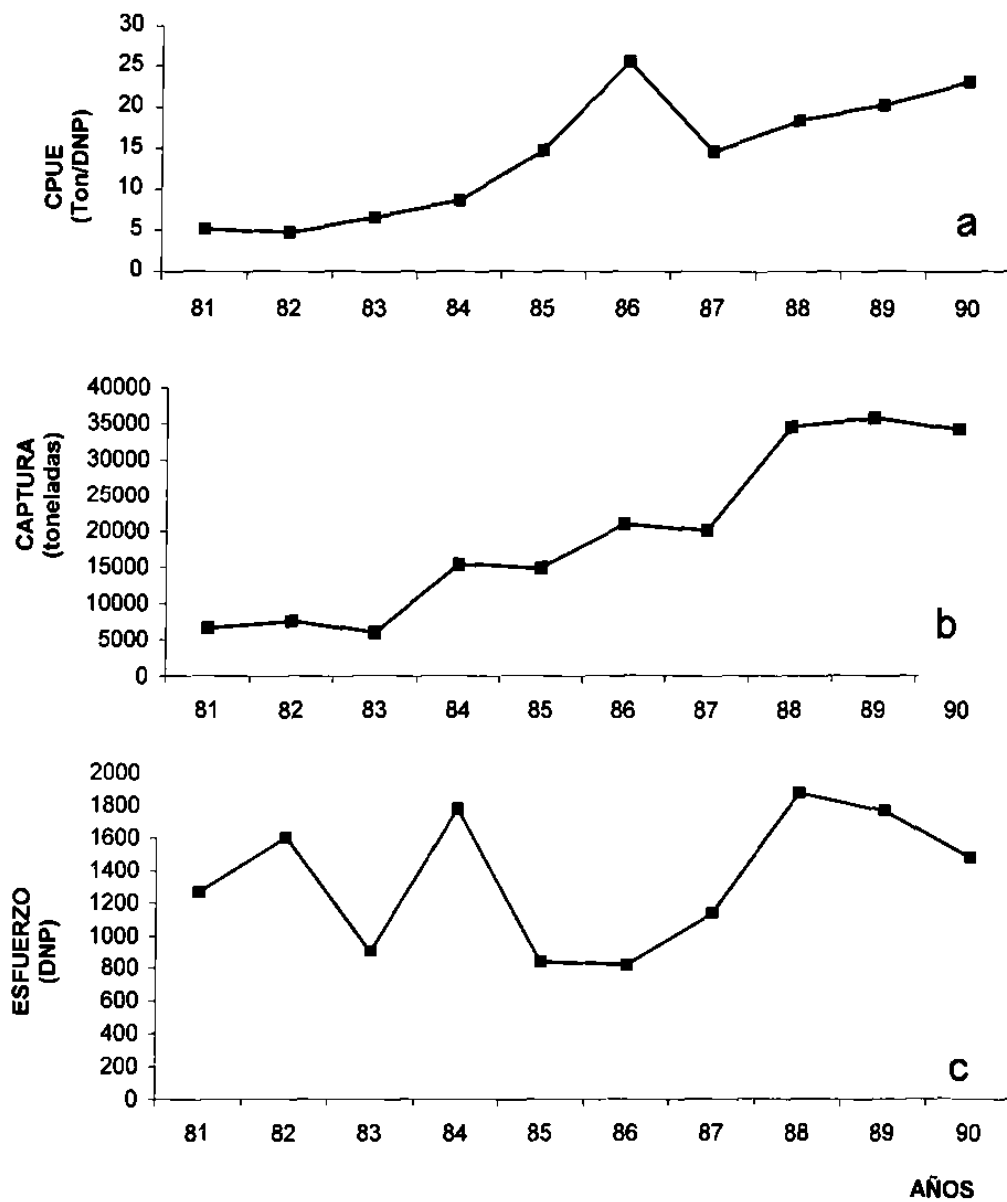 30
25
20
15
10
5
0
CPUE
(Ton/DNP)
a
81 82 83 84 85 86 87 88 89 90
40000
35000
30000
25000
20000
15000
10000
5000
0
CAPTURA
(toneladas)
b
81 82 83 84 85 86 87 88 89 90
2000
1800
1600
1400
1200
1000
800
600
400
200
0
ESFUERZO
(DNP)
c
81 82 83 84 85 86 87 88 89 90
AÑOS